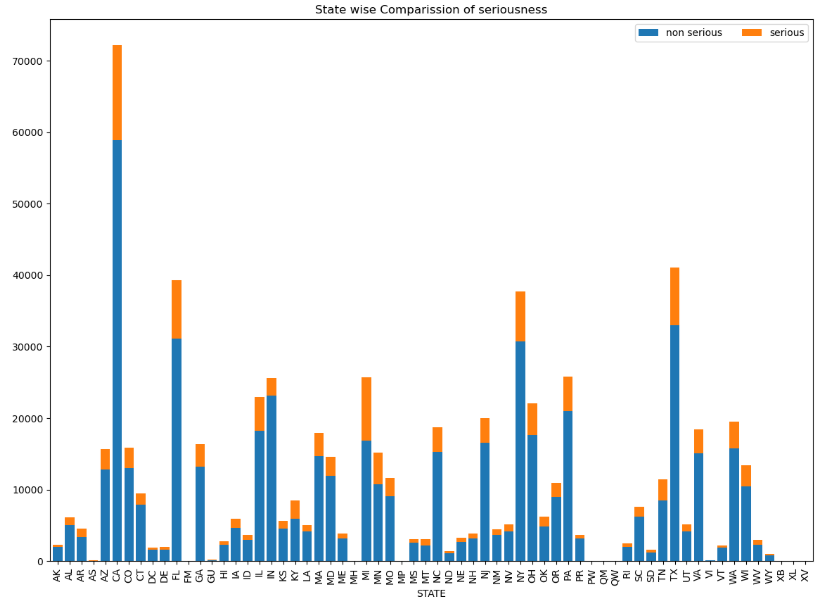 State wise Comparission of seriousness
non serious
serious
70000
60000
50000
40000
30000
20000
10000
0
AK AL AR AS AZ CA CO CT DC DE FL FM GA GU HI IA ID IL IN KS KY LA MA MD ME MH MI MN MO MP MS MT NC ND NE NH NJ NM NV NY OH OK OR PA PR PW QM QW RI SC SD TN TX UT VA VI VT WA WI WV WY XB XL XV
STATE